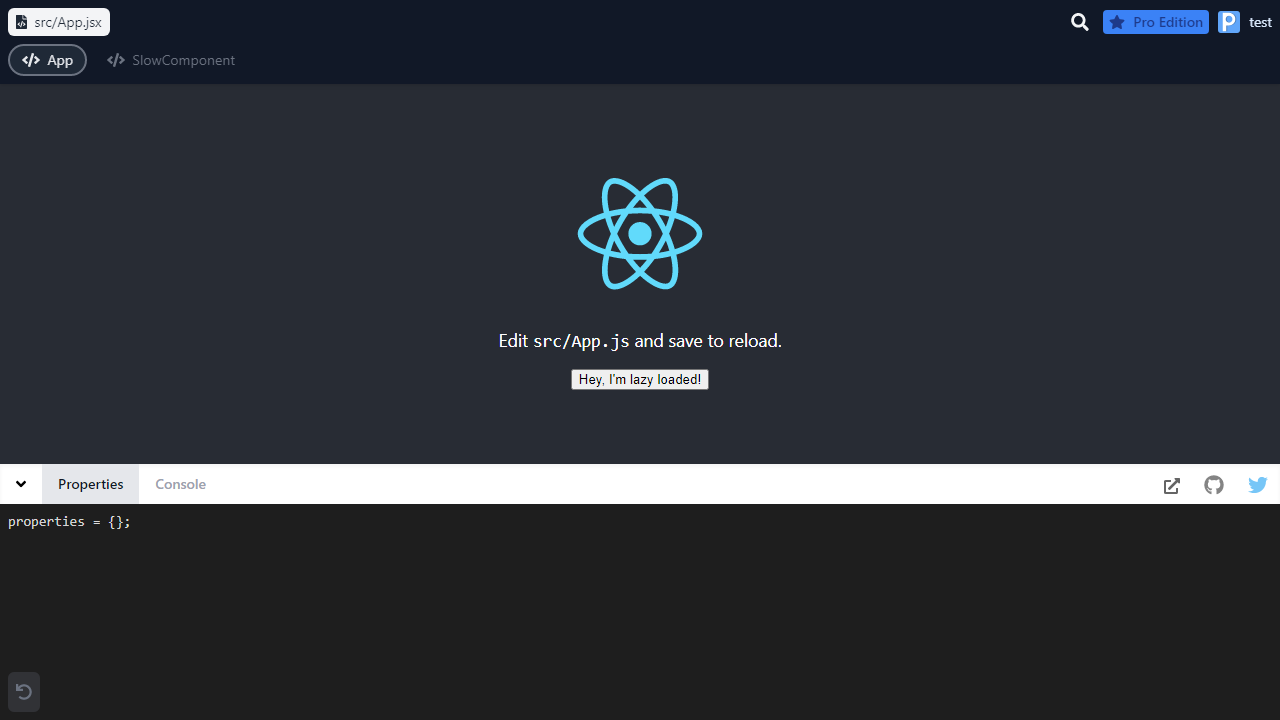 src/App.jsx
Pro Edition
P
test
App
SlowComponent
Edit src/App.js and save to reload.
Hey, I'm lazy loaded!
Properties
Console
properties = {};